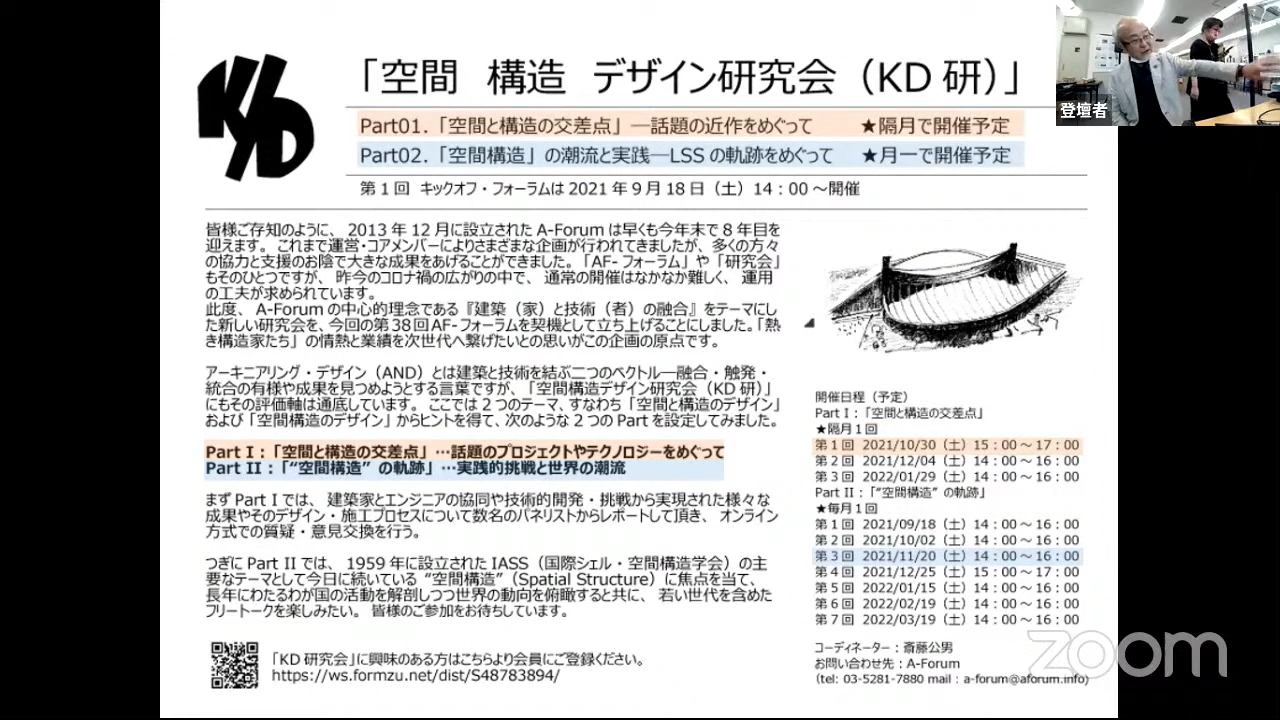 KD
「空間　構造　デザイン研究会（KD 研）」
Part01.「空間と構造の交差点」―話題の近作をめぐって　★隔月で開催予定
Part02.「空間構造」の潮流と実践―LSS の軌跡をめぐって　★月一で開催予定
第 1 回 キックオフ・フォーラムは 2021 年 9 月 18 日（土）14：00 ～開催
登壇者
皆様ご存知のように、 2013 年 12 月に設立された A-Forum は早くも今年末で 8 年目を
迎えます。 これまで運営・コアメンバーによりさまざまな企画が行われてきましたが、多くの方々
の協力と支援のお陰で大きな成果をあげることができました。「AF- フォーラム」や「研究会」
もそのひとつですが、 昨今のコロナ禍の広がりの中で、 通常の開催はなかなか難しく、 運用
の工夫が求められています。
此度、 A-Forum の中心的理念である『建築（家）と技術（者）の融合』をテーマにし
た新しい研究会を、今回の第38回AF-フォーラムを契機として立ち上げることにしました。「熱
き構造家たち」の情熱と業績を次世代へ繋げたいとの思いがこの企画の原点です。
アーキニアリング・デザイン（AND）とは建築と技術を結ぶ二つのベクトル―融合・触発・
統合の有様や成果を見つめようとする言葉ですが、「空間構造デザイン研究会（KD 研）」
にもその評価軸は通底しています。 ここでは 2 つのテーマ、すなわち「空間と構造のデザイン」
および「空間構造のデザイン」からヒントを得て、次のような 2 つの Part を設定してみました。
Part I：「空間と構造の交差点」…話題のプロジェクトやテクノロジーをめぐって
Part II：「“空間構造” の軌跡」…実践的挑戦と世界の潮流
まず Part I では、 建築家とエンジニアの協同や技術的開発・挑戦から実現された様々な
成果やそのデザイン・施工プロセスについて数名のパネリストからレポートして頂き、 オンライン
方式での質疑・意見交換を行う。
つぎに Part II では、 1959 年に設立された IASS（国際シェル・空間構造学会）の主
要なテーマとして今日に続いている “空間構造”（Spatial Structure）に焦点を当て、
長年にわたるわが国の活動を解剖しつつ世界の動向を俯瞰すると共に、 若い世代を含めた
フリートークを楽しみたい。 皆様のご参加をお待ちしています。
「KD 研究会」に興味のある方はこちらより会員にご登録ください。
https://ws.formzu.net/dist/S48783894/
開催日程（予定）
Part I：「空間と構造の交差点」
★隔月 1 回
第 1 回 2021/10/30（土）15：00 ～ 17：00
第 2 回 2021/12/04（土）14：00 ～ 16：00
第 3 回 2022/01/29（土）14：00 ～ 16：00
Part II：「“空間構造” の軌跡」
★毎月 1 回
第 1 回 2021/09/18（土）14：00 ～ 16：00
第 2 回 2021/10/02（土）14：00 ～ 16：00
第 3 回 2021/11/20（土）14：00 ～ 16：00
第 4 回 2021/12/25（土）15：00 ～ 17：00
第 5 回 2022/01/15（土）14：00 ～ 16：00
第 6 回 2022/02/19（土）14：00 ～ 16：00
第 7 回 2022/03/19（土）14：00 ～ 16：00
コーディネーター：斎藤公男
お問い合わせ先：A-Forum
(tel: 03-5281-7880 mail：a-forum@aforum.info)
zoom